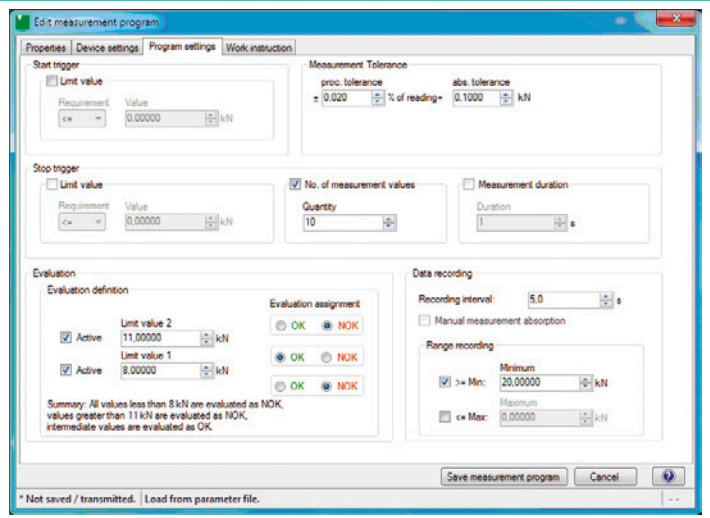 Edit measurement program
Properties Device settings Program settings Work instruction
Start trigger
Limit value
Requirement Value
<= 0,00000 kN
Measurement Tolerance
proc. tolerance abs. tolerance
± 0.020 % of reading+ 0.1000 kN
Stop trigger
Limit value
Requirement Value
<= 0,00000 kN
No. of measurement values
Quantity
10
Measurement duration
Duration
1 s
Evaluation
Evaluation definition
Evaluation assignment
OK NOK
Limit value 2
Active 11,00000 kN
OK NOK
Limit value 1
Active 8,00000 kN
OK NOK
Summary: All values less than 8 kN are evaluated as NOK,
values greater than 11 kN are evaluated as NOK,
intermediate values are evaluated as OK.
Data recording
Recording interval: 5,0 s
Manual measurement absorption
Range recording
Minimum
>= Min: 20,00000 kN
Maximum
<= Max: 0,00000 kN
Save measurement program Cancel ?
* Not saved / transmitted. Load from parameter file. - -